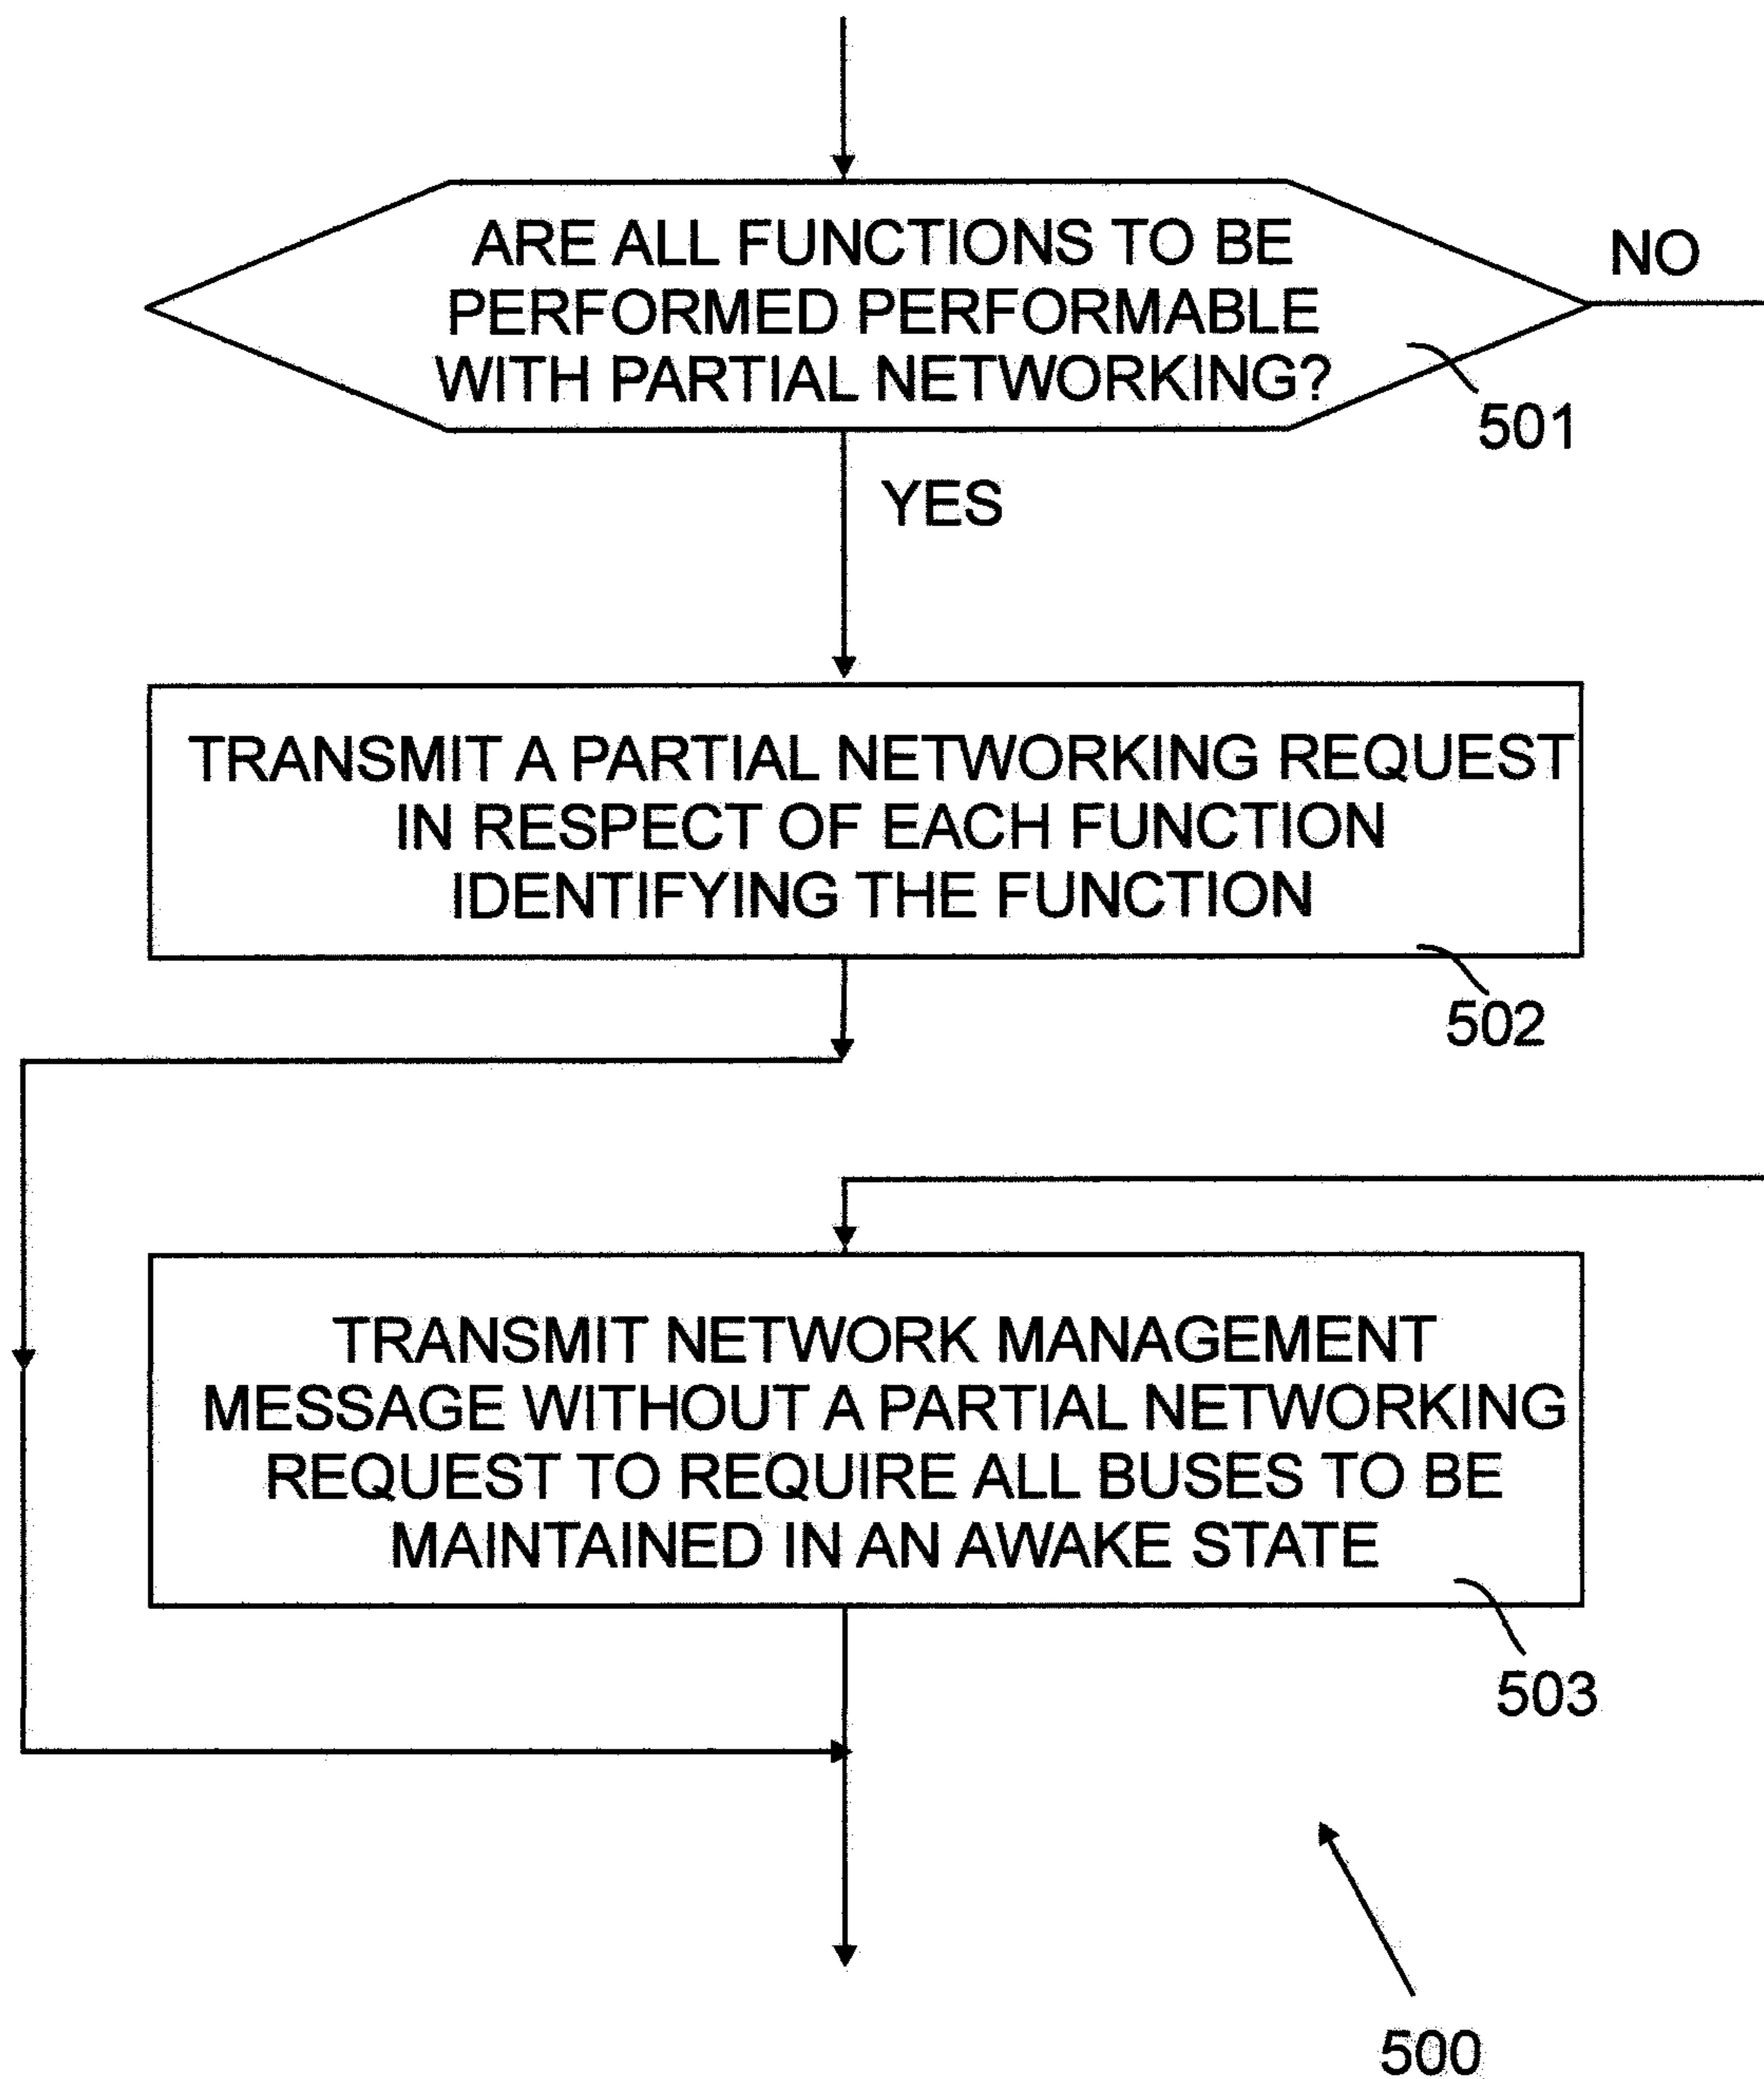 ARE ALL FUNCTIONS TO BE
PERFORMED PERFORMABLE
WITH PARTIAL NETWORKING?
NO
501
YES
TRANSMIT A PARTIAL NETWORKING REQUEST
IN RESPECT OF EACH FUNCTION
IDENTIFYING THE FUNCTION
502
TRANSMIT NETWORK MANAGEMENT
MESSAGE WITHOUT A PARTIAL NETWORKING
REQUEST TO REQUIRE ALL BUSES TO BE
MAINTAINED IN AN AWAKE STATE
503
500